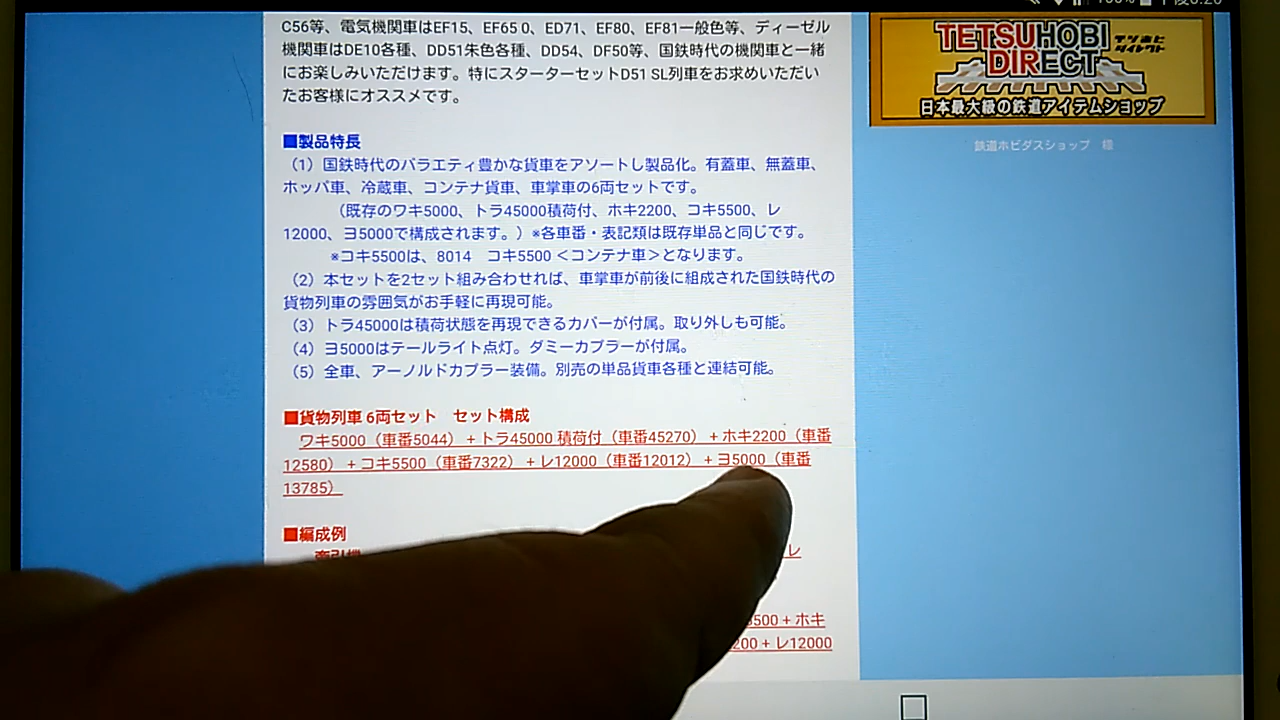 C56等、電気機関車はEF15、EF65 0、ED71、EF80、EF81一般色等、ディーゼル
機関車はDE10各種、DD51朱色各種、DD54、DF50等、国鉄時代の機関車と一緒
にお楽しみいただけます。特にスターターセットD51 SL列車をお求めいただい
たお客様にオススメです。
■製品特長
（1）国鉄時代のバラエティ豊かな貨車をアソートし製品化。有蓋車、無蓋車、
ホッパ車、冷蔵車、コンテナ貨車、車掌車の6両セットです。
（既存のワキ5000、トラ45000積荷付、ホキ2200、コキ5500、レ
12000、ヨ5000で構成されます。）※各車番・表記類は既存単品と同じです。
※コキ5500は、8014 コキ5500 ＜コンテナ車＞となります。
（2）本セットを2セット組み合わせれば、車掌車が前後に組成された国鉄時代の
貨物列車の雰囲気がお手軽に再現可能。
（3）トラ45000は積荷状態を再現できるカバーが付属。取り外しも可能。
（4）ヨ5000はテールライト点灯。ダミーカプラーが付属。
（5）全車、アーノルドカプラー装備。別売の単品貨車各種と連結可能。
■貨物列車 6両セット セット構成
ワキ5000（車番5044）＋トラ45000 積荷付（車番45270）＋ホキ2200（車番
12580）＋コキ5500（車番7322）＋レ12000（車番12012）＋ヨ5000（車番
13785）
■編成例
牽引機
レ
500＋ホキ
200＋レ12000
TETSUHOBI
DIRECT
テツホビ
ダイレクト
日本最大級の鉄道アイテムショップ
鉄道ホビダスショップ 様